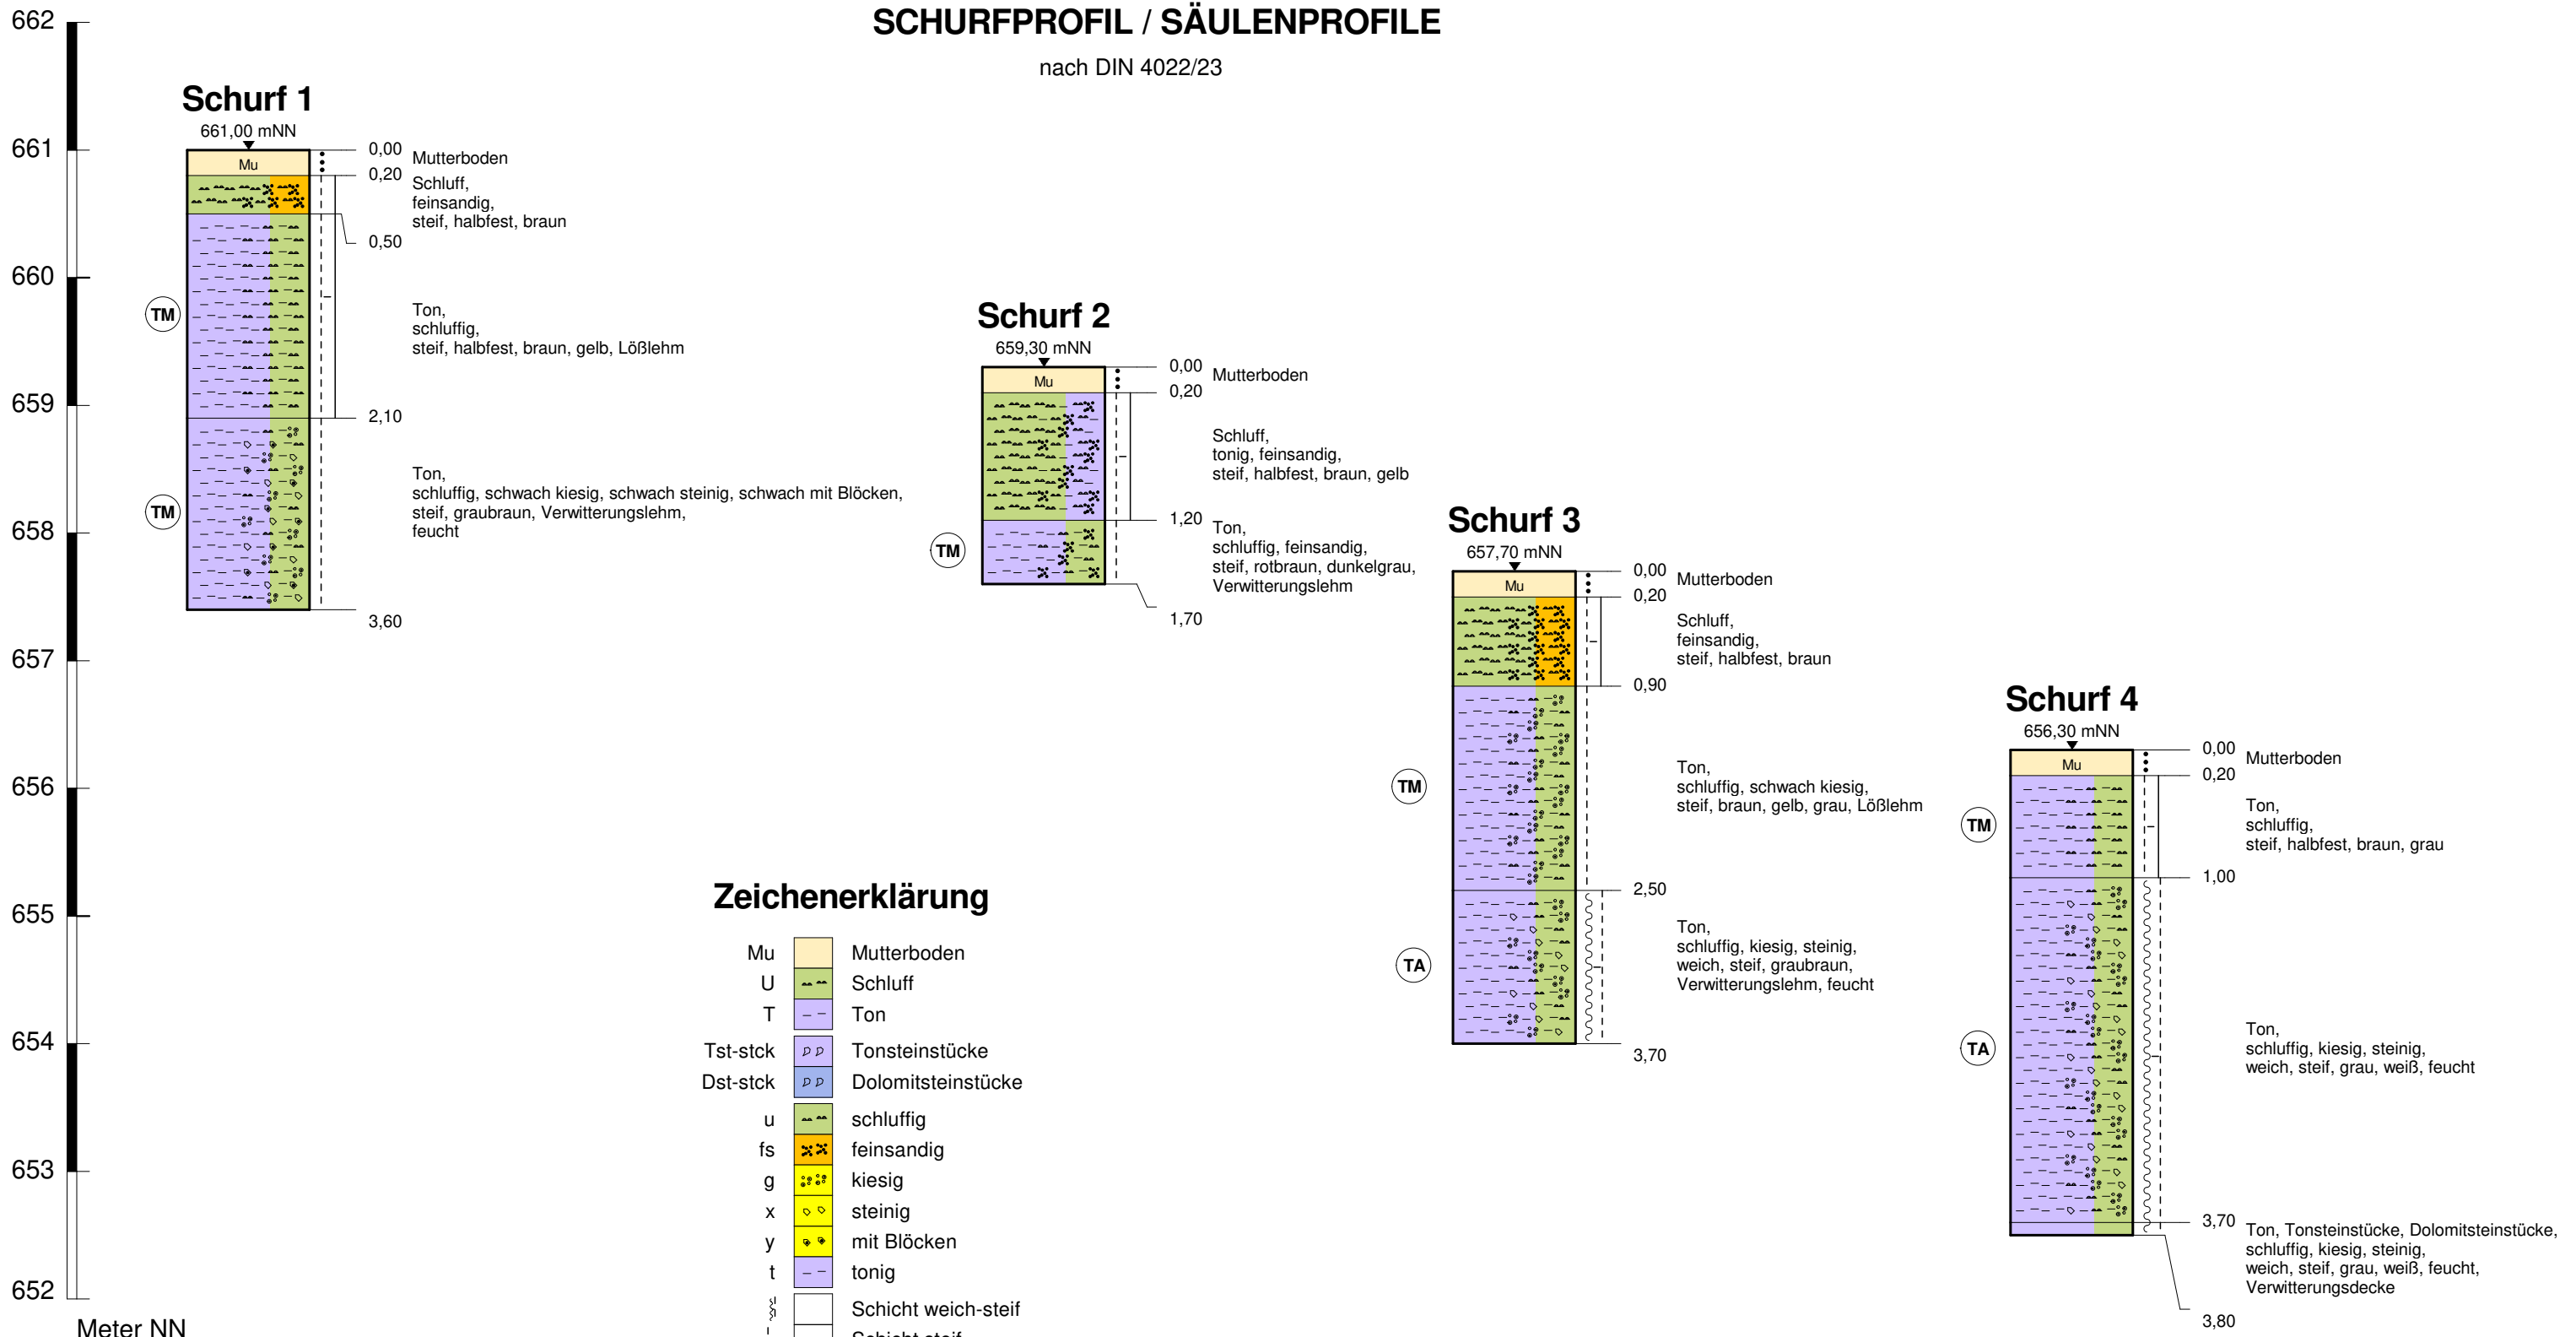 SCHURFPROFIL / SÄULENPROFILE
nach DIN 4022/23
662
661
660
659
658
657
656
655
654
653
652
Meter NN
Schurf 1
661,00 mNN
Mu
TM
TM
0,00
Mutterboden
0,20
Schluff,
feinsandig,
steif, halbfest, braun
0,50
Ton,
schluffig,
steif, halbfest, braun, gelb, Lößlehm
2,10
Ton,
schluffig, schwach kiesig, schwach steinig, schwach mit Blöcken,
steif, graubraun, Verwitterungslehm,
feucht
3,60
Schurf 2
659,30 mNN
Mu
TM
0,00
Mutterboden
0,20
Schluff,
tonig, feinsandig,
steif, halbfest, braun, gelb
1,20
Ton,
schluffig, feinsandig,
steif, rotbraun, dunkelgrau,
Verwitterungslehm
1,70
Schurf 3
657,70 mNN
Mu
TM
TA
0,00
Mutterboden
0,20
Schluff,
feinsandig,
steif, halbfest, braun
0,90
Ton,
schluffig, schwach kiesig,
steif, braun, gelb, grau, Lößlehm
2,50
Ton,
schluffig, kiesig, steinig,
weich, steif, graubraun,
Verwitterungslehm, feucht
3,70
Schurf 4
656,30 mNN
Mu
TM
TA
0,00
Mutterboden
0,20
Ton,
schluffig,
steif, halbfest, braun, grau
1,00
Ton,
schluffig, kiesig, steinig,
weich, steif, grau, weiß, feucht
3,70
Ton, Tonsteinstücke, Dolomitsteinstücke,
schluffig, kiesig, steinig,
weich, steif, grau, weiß, feucht,
Verwitterungsdecke
3,80
Zeichenerklärung
Mu Mutterboden
U Schluff
T Ton
Tst-stck Tonsteinstücke
Dst-stck Dolomitsteinstücke
u schluffig
fs feinsandig
g kiesig
x steinig
y mit Blöcken
t tonig
Schicht weich-steif
Schicht steif